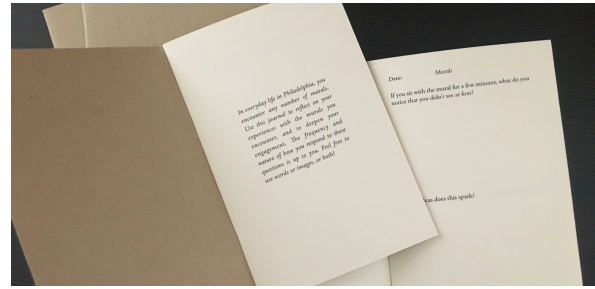 In everyday life in Philadelphia, you
encounter any number of murals.
Use this journal to reflect on your
experiences with the murals you
encounter, and to deepen your
engagement. The frequency and
nature of how you respond to these
questions is up to you. Feel free to
use words or images, or both!
Date: Mural:
If you sit with the mural for a few minutes, what do you
notice that you didn't see at first?
does this spark?